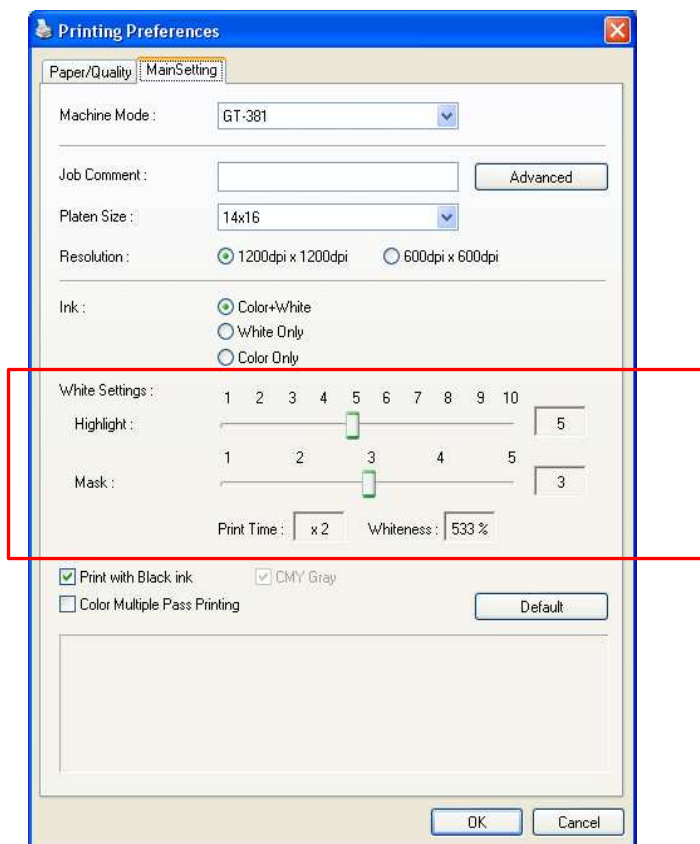 Printing Preferences
Paper/Quality MainSetting
Machine Mode : GT-381
Job Comment : Advanced
Platen Size : 14x16
Resolution : 1200dpi x 1200dpi 600dpi x 600dpi
Ink : Color+White
White Only
Color Only
White Settings : 1 2 3 4 5 6 7 8 9 10
Highlight : 5
1 2 3 4 5
Mask : 3
Print Time : x 2 Whiteness : 533 %
Print with Black ink CMY Gray
Color Multiple Pass Printing Default
OK Cancel